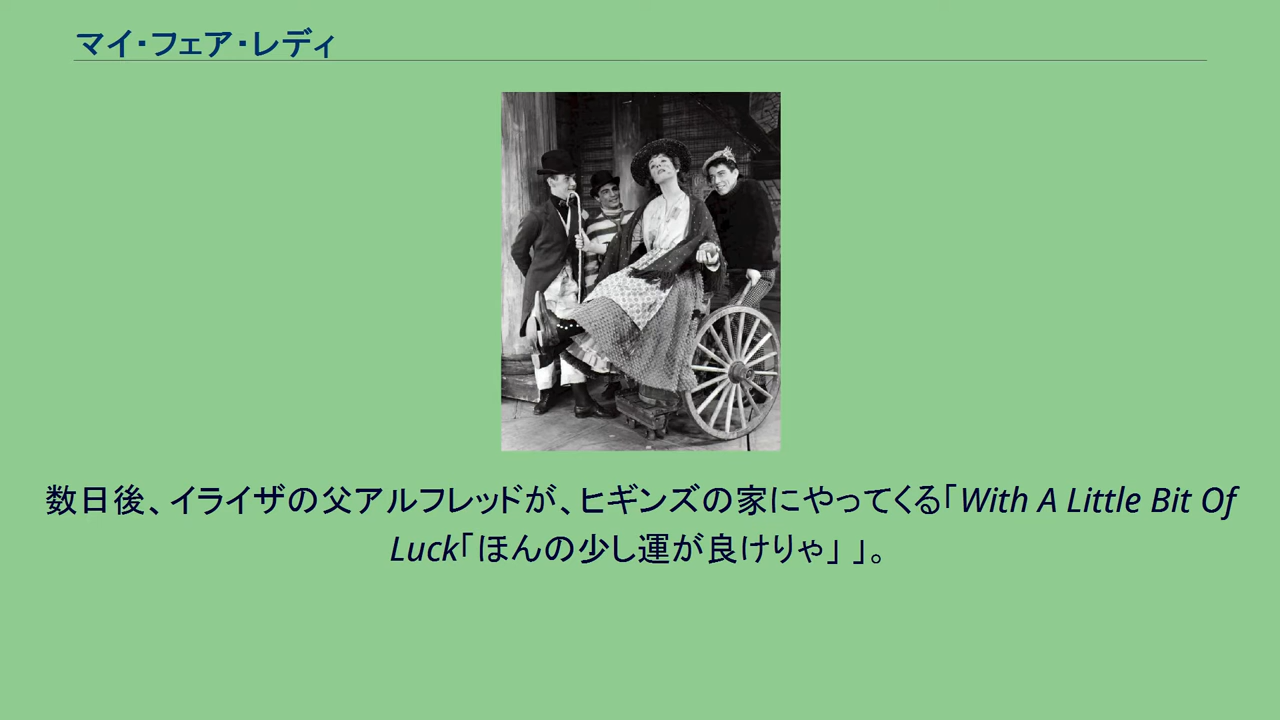 マイ・フェア・レディ
数日後、イライザの父アルフレッドが、ヒギンズの家にやってくる「With A Little Bit Of
Luck「ほんの少し運が良けりゃ」 」。